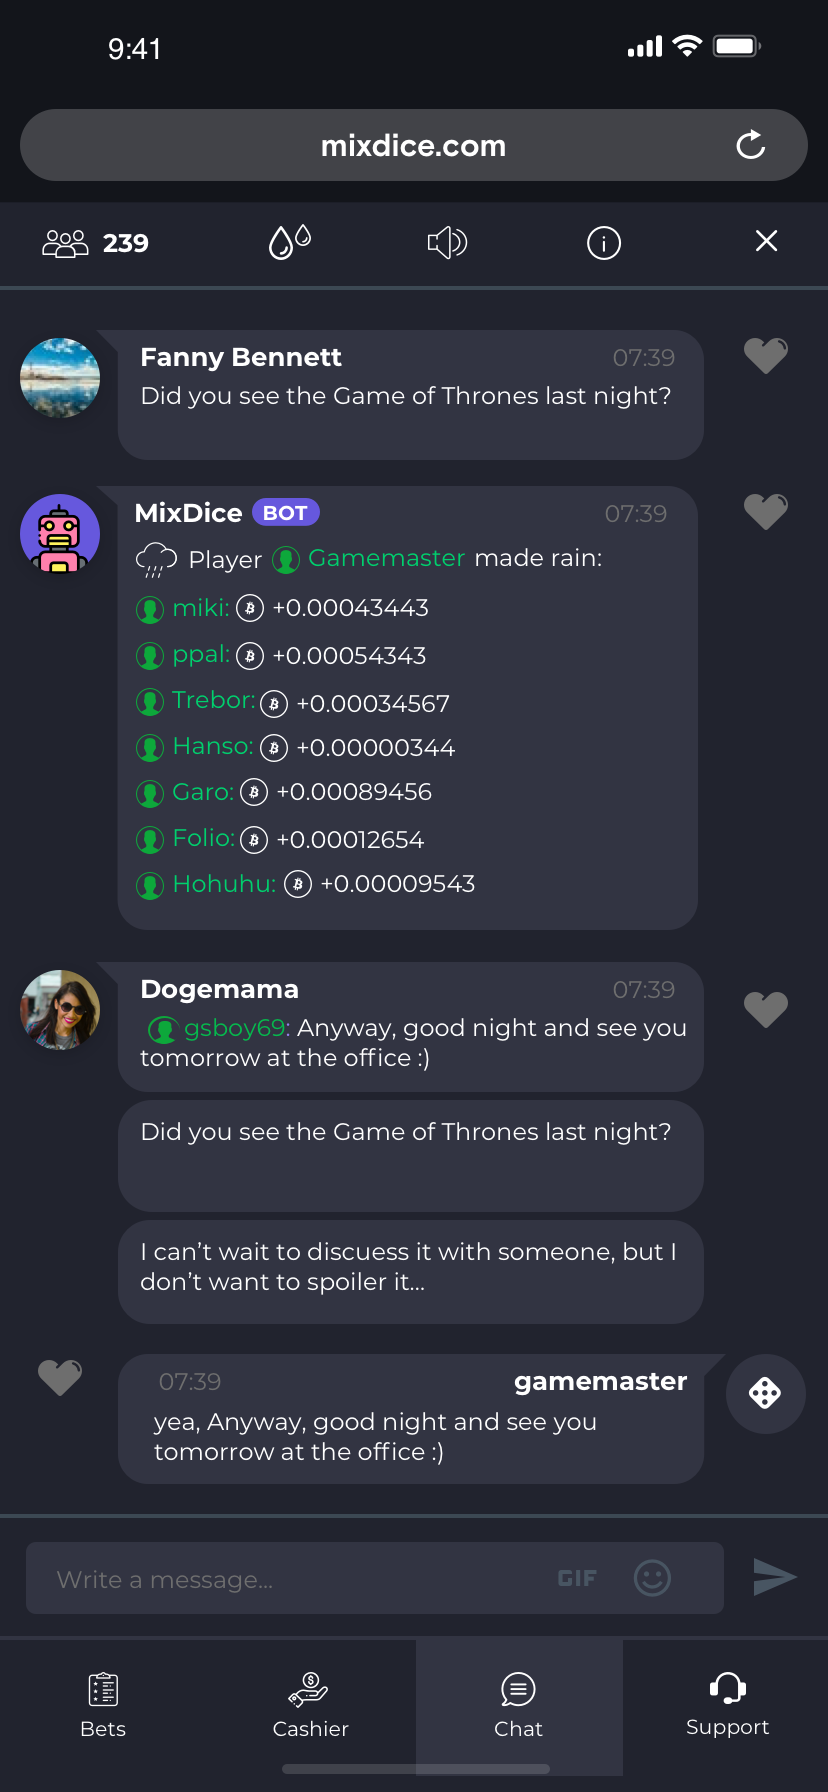 9:41
mixdice.com
239
Fanny Bennett 07:39
Did you see the Game of Thrones last night?
MixDice BOT 07:39
Player Gamemaster made rain:
miki: +0.00043443
ppal: +0.00054343
Trebor: +0.00034567
Hanso: +0.00000344
Garo: +0.00089456
Folio: +0.00012654
Hohuhu: +0.00009543
Dogemama 07:39
gsboy69: Anyway, good night and see you
tomorrow at the office :)
Did you see the Game of Thrones last night?
I can’t wait to discuess it with someone, but I
don’t want to spoiler it...
07:39 gamemaster
yea, Anyway, good night and see you
tomorrow at the office :)
Write a message... GIF
Bets Cashier Chat Support